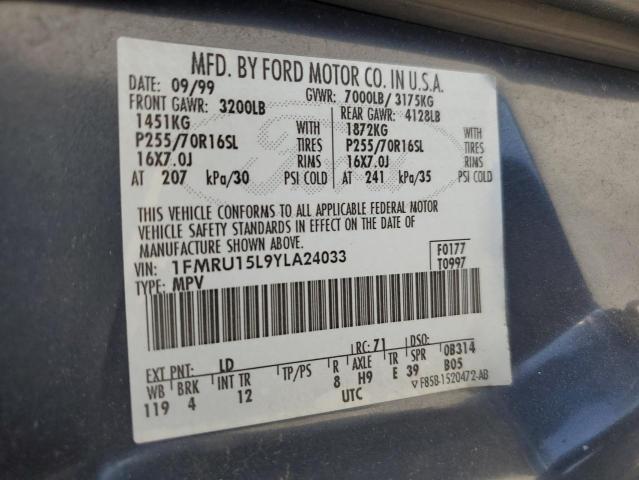 MFD. BY FORD MOTOR CO. IN U.S.A.
DATE: 09/99 GVWR: 7000LB/ 3175KG
FRONT GAWR: 3200LB REAR GAWR: 4128LB
1451KG WITH 1872KG WITH
P255/70R16SL TIRES P255/70R16SL TIRES
16X7.0J RIMS 16X7.0J RIMS
AT 207 kPa/30 PSI COLD AT 241 kPa/35 PSI COLD
THIS VEHICLE CONFORMS TO ALL APPLICABLE FEDERAL MOTOR
VEHICLE SAFETY STANDARDS IN EFFECT ON THE DATE OF
MANUFACTURE SHOWN ABOVE.
VIN: 1FMRU15L9YLA24033 F0177
TYPE: MPV T0997
EXT PNT: LD RC: 71 DSO:
WB BRK INT TR TP/PS R AXLE TR SPR 0B314
119 4 12 8 H9 E 39 B05
UTC ▽F85B-1520472-AB